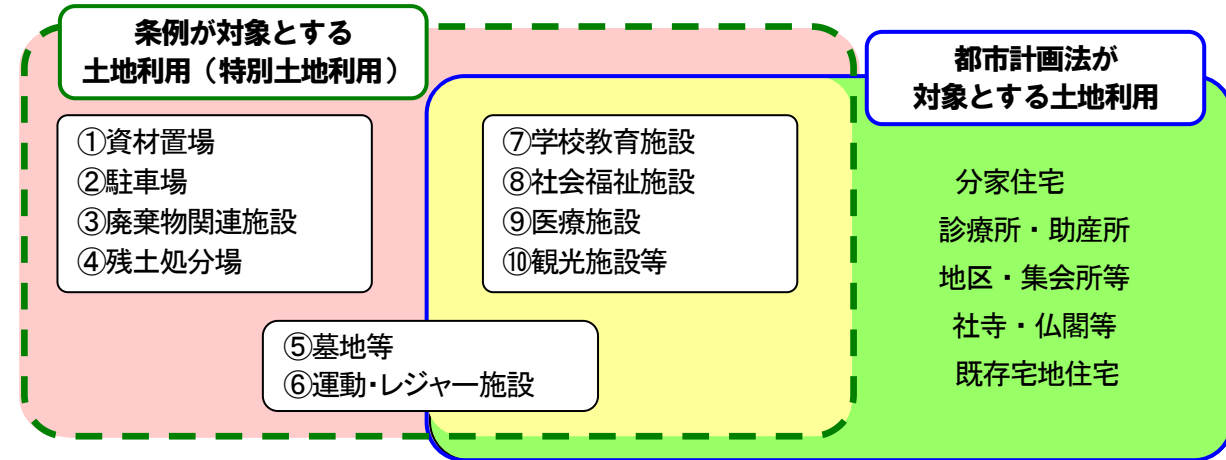 条例が対象とする
土地利用（特別土地利用）
都市計画法が
対象とする土地利用
①資材置場
②駐車場
③廃棄物関連施設
④残土処分場
⑦学校教育施設
⑧社会福祉施設
⑨医療施設
⑩観光施設等
⑤墓地等
⑥運動・レジャー施設
分家住宅
診療所・助産所
地区・集会所等
社寺・仏閣等
既存宅地住宅